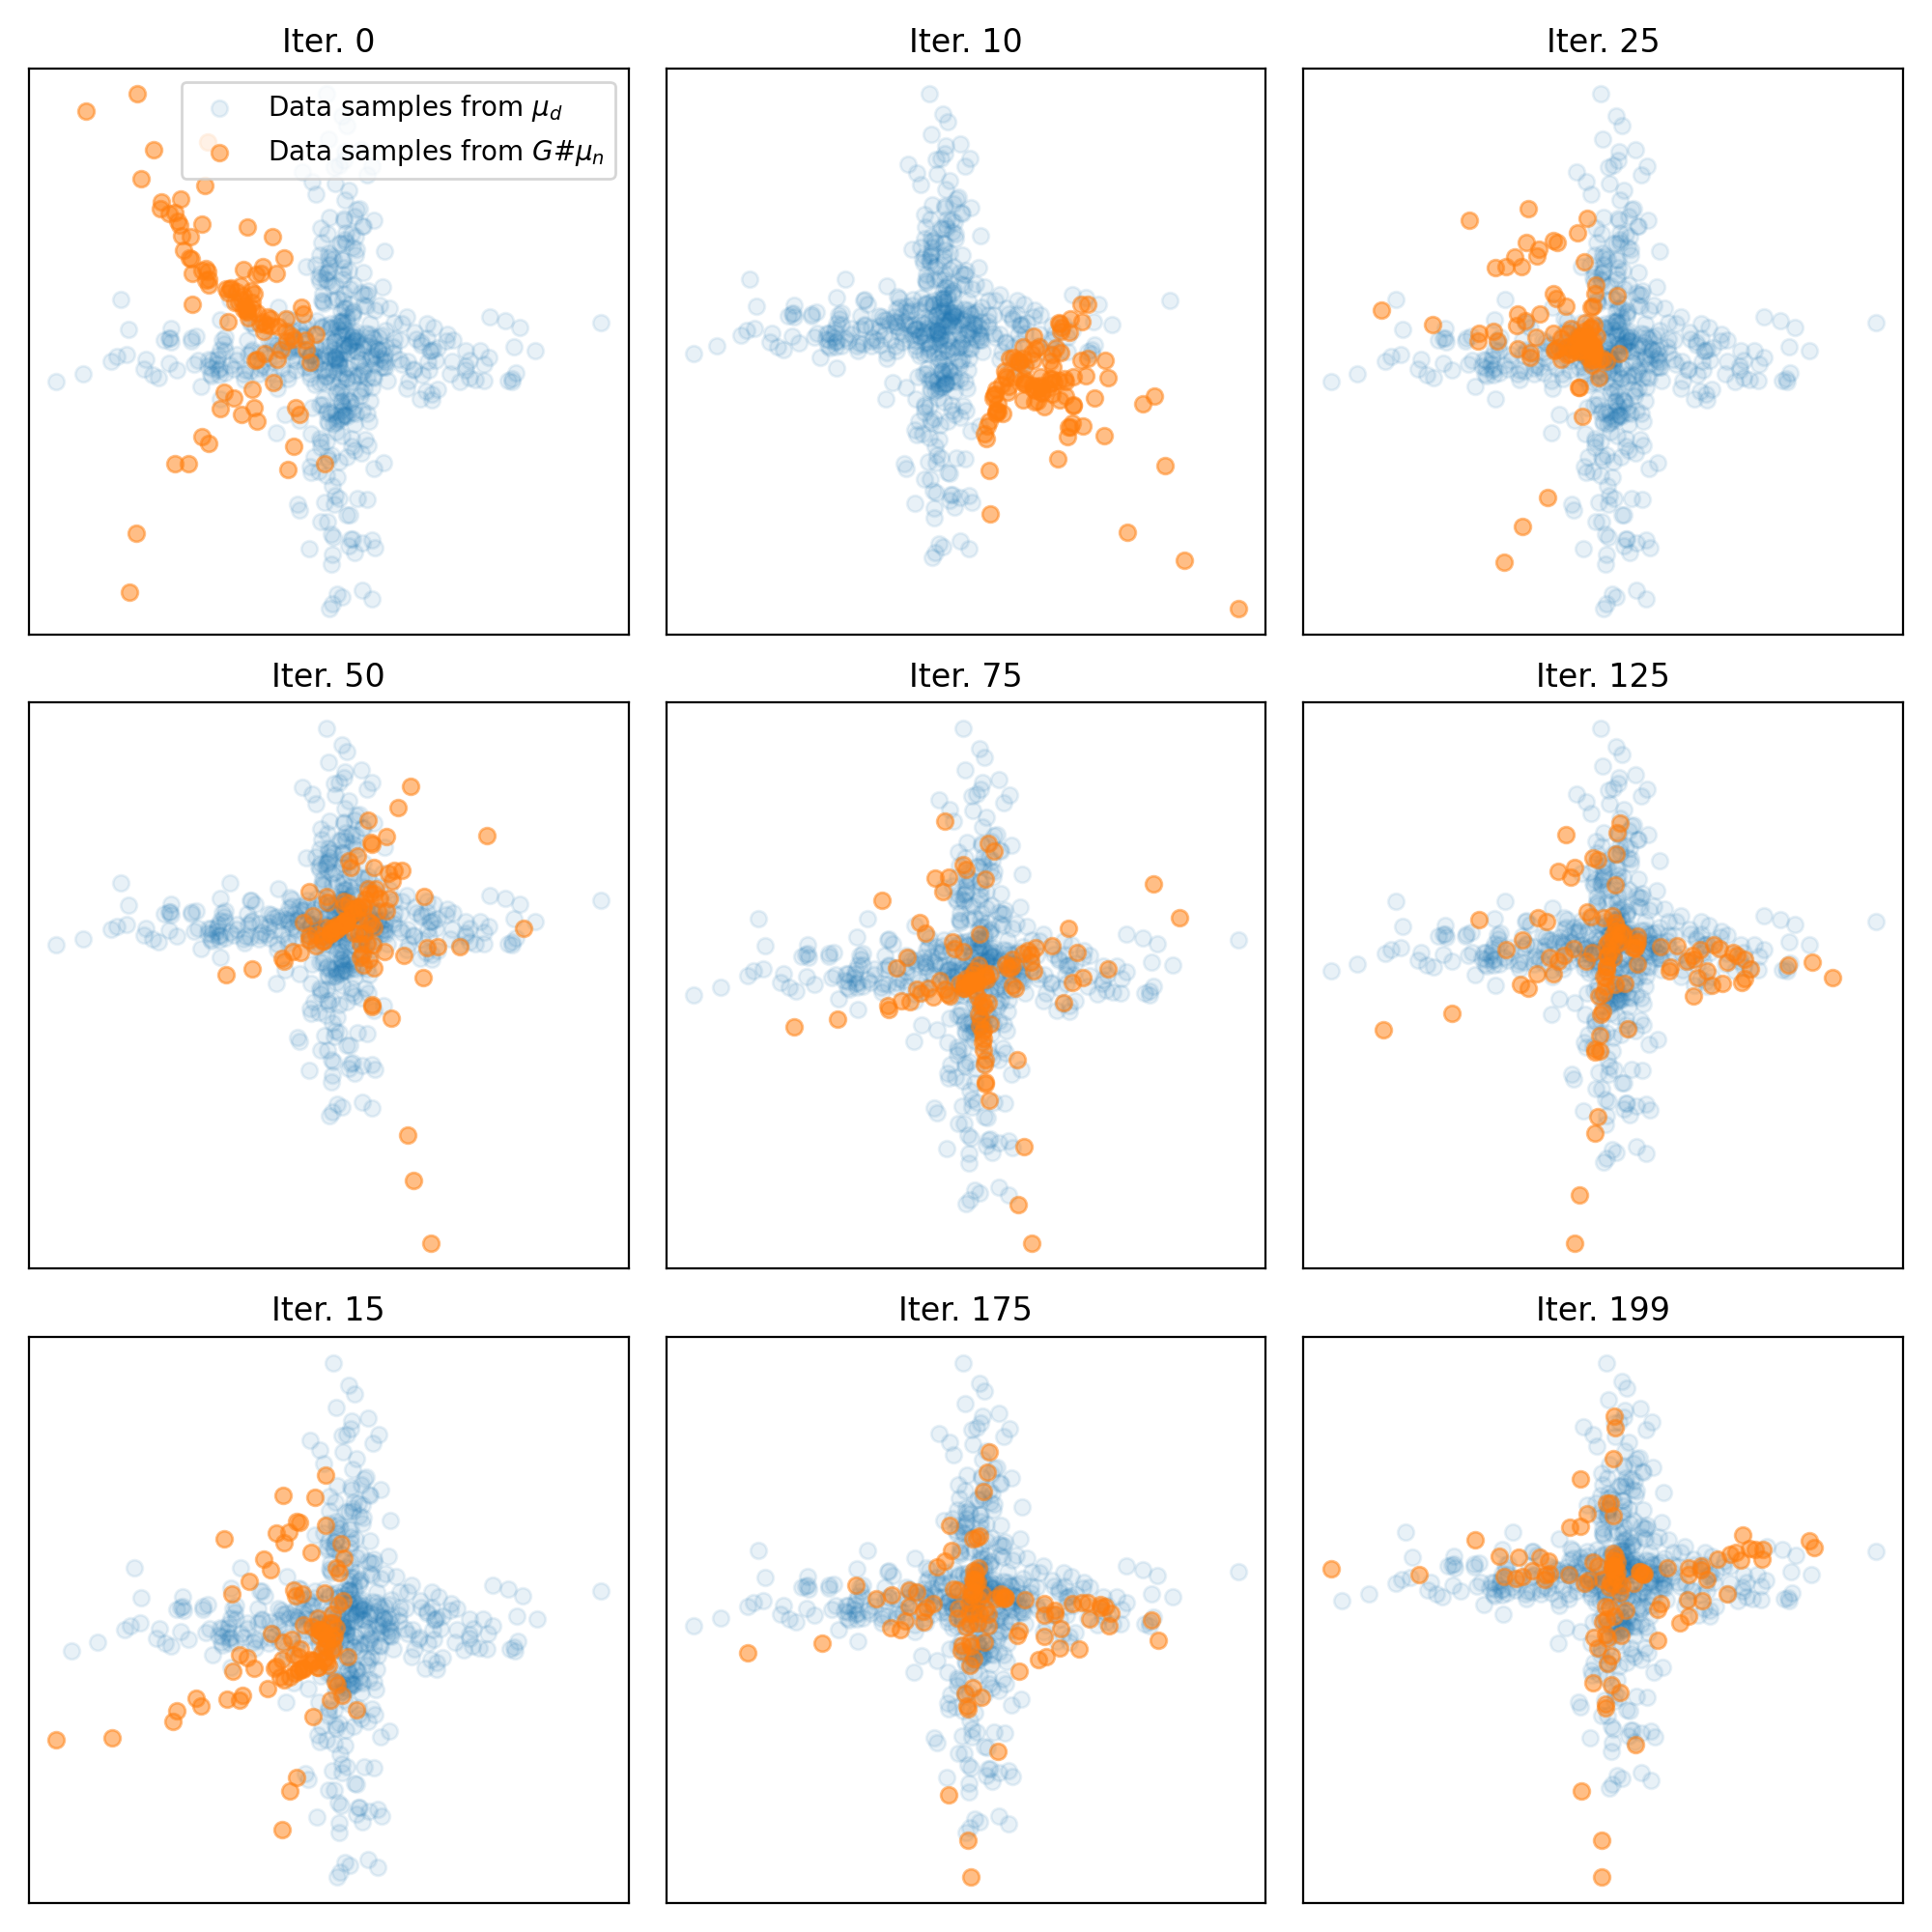 Iter. 0
Data samples from μ_d
Data samples from G#μ_n
Iter. 10
Iter. 25
Iter. 50
Iter. 75
Iter. 125
Iter. 15
Iter. 175
Iter. 199